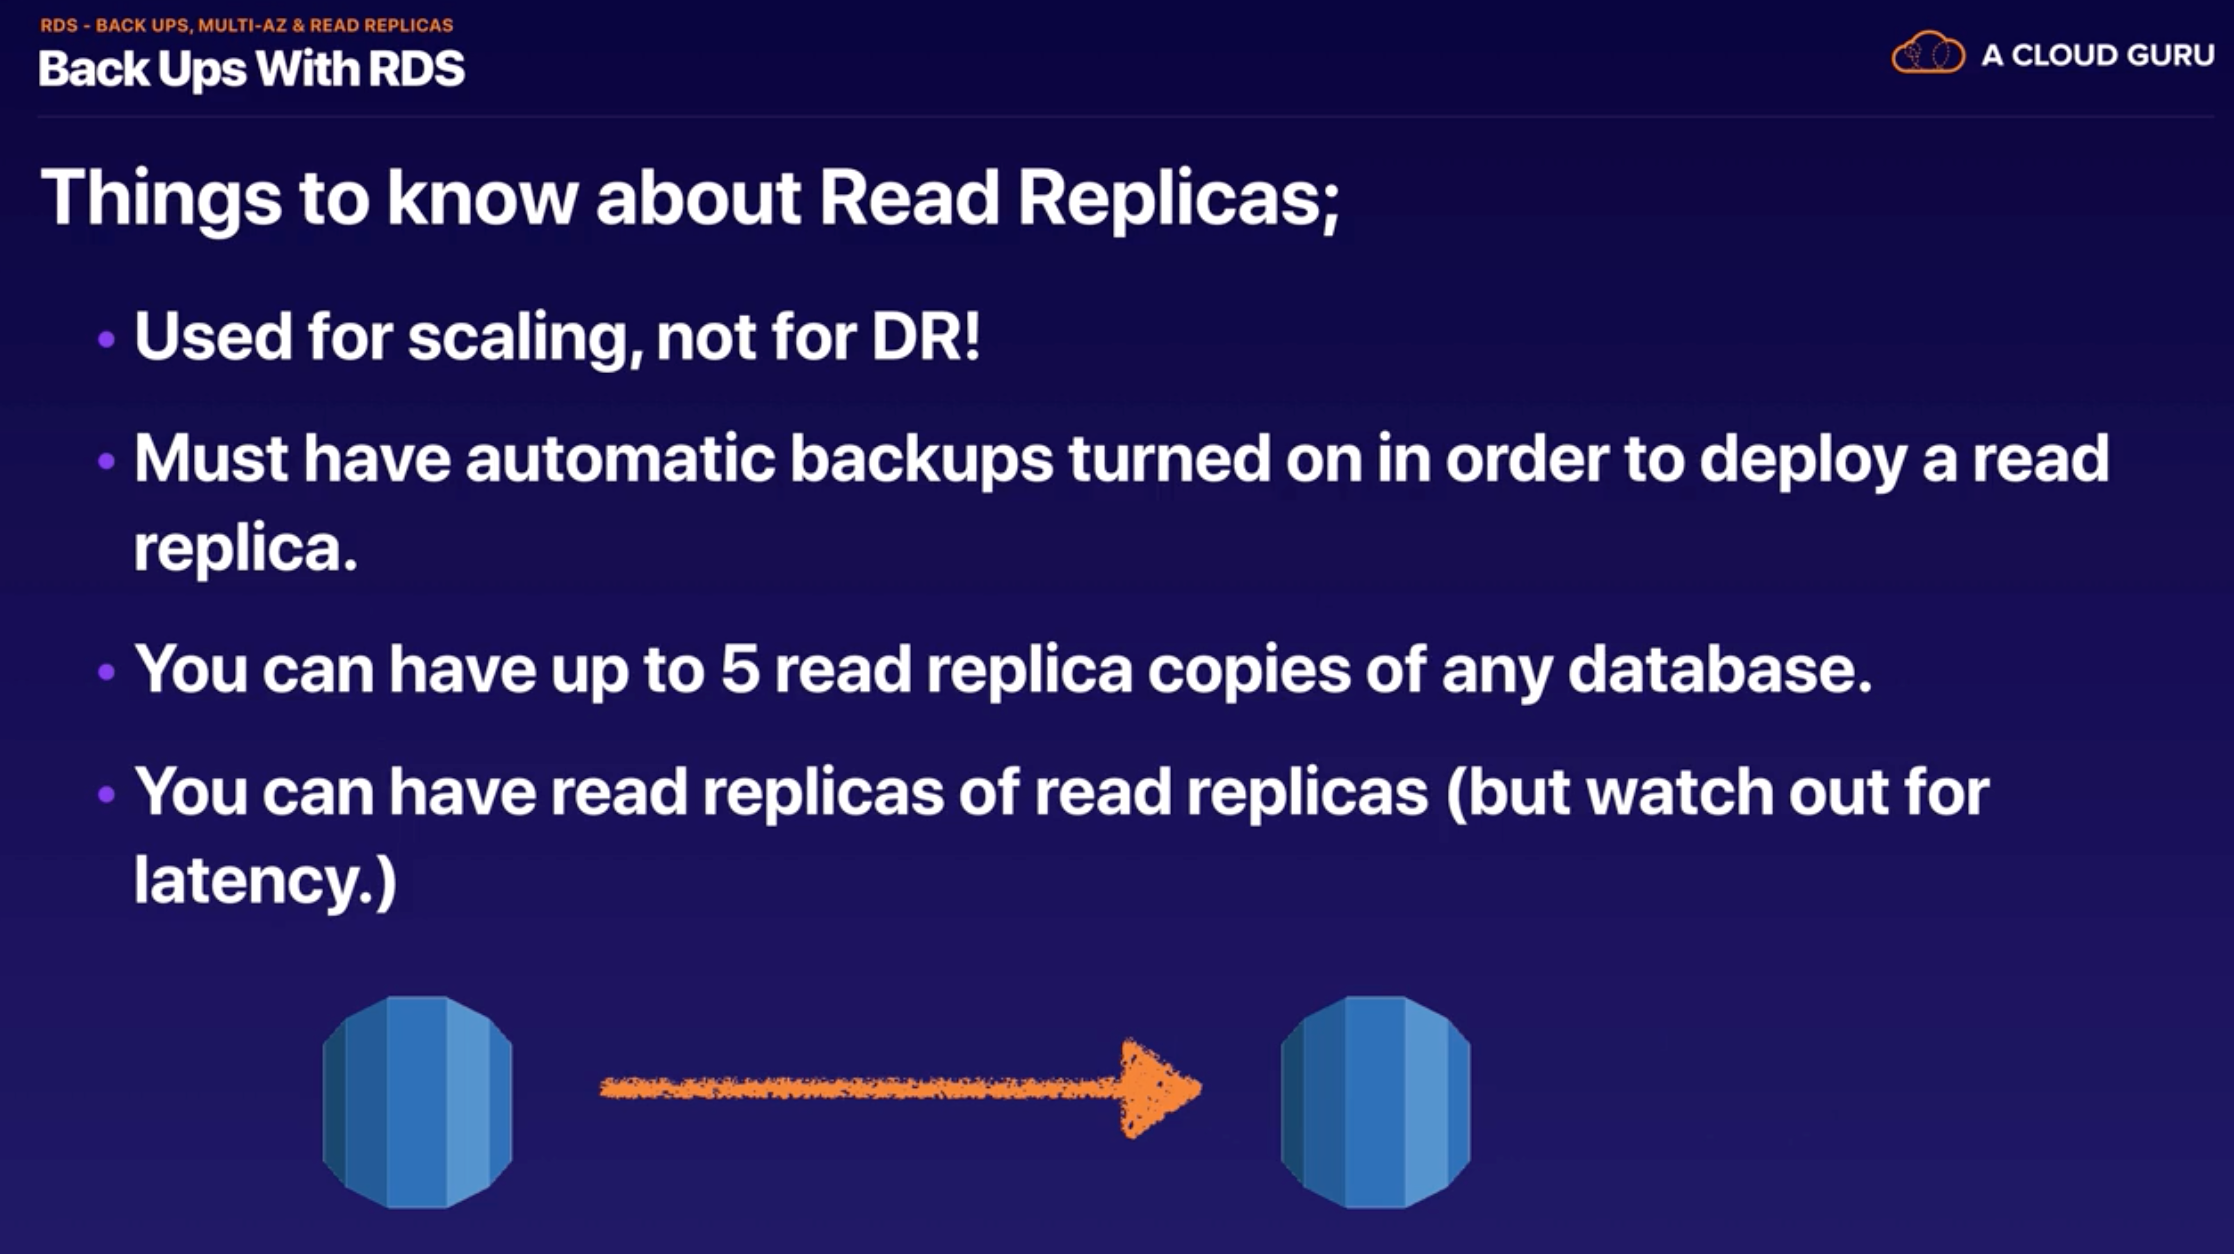 RDS - BACK UPS, MULTI-AZ & READ REPLICAS
Back Ups With RDS
A CLOUD GURU
Things to know about Read Replicas;
• Used for scaling, not for DR!
• Must have automatic backups turned on in order to deploy a read
replica.
• You can have up to 5 read replica copies of any database.
• You can have read replicas of read replicas (but watch out for
latency.)